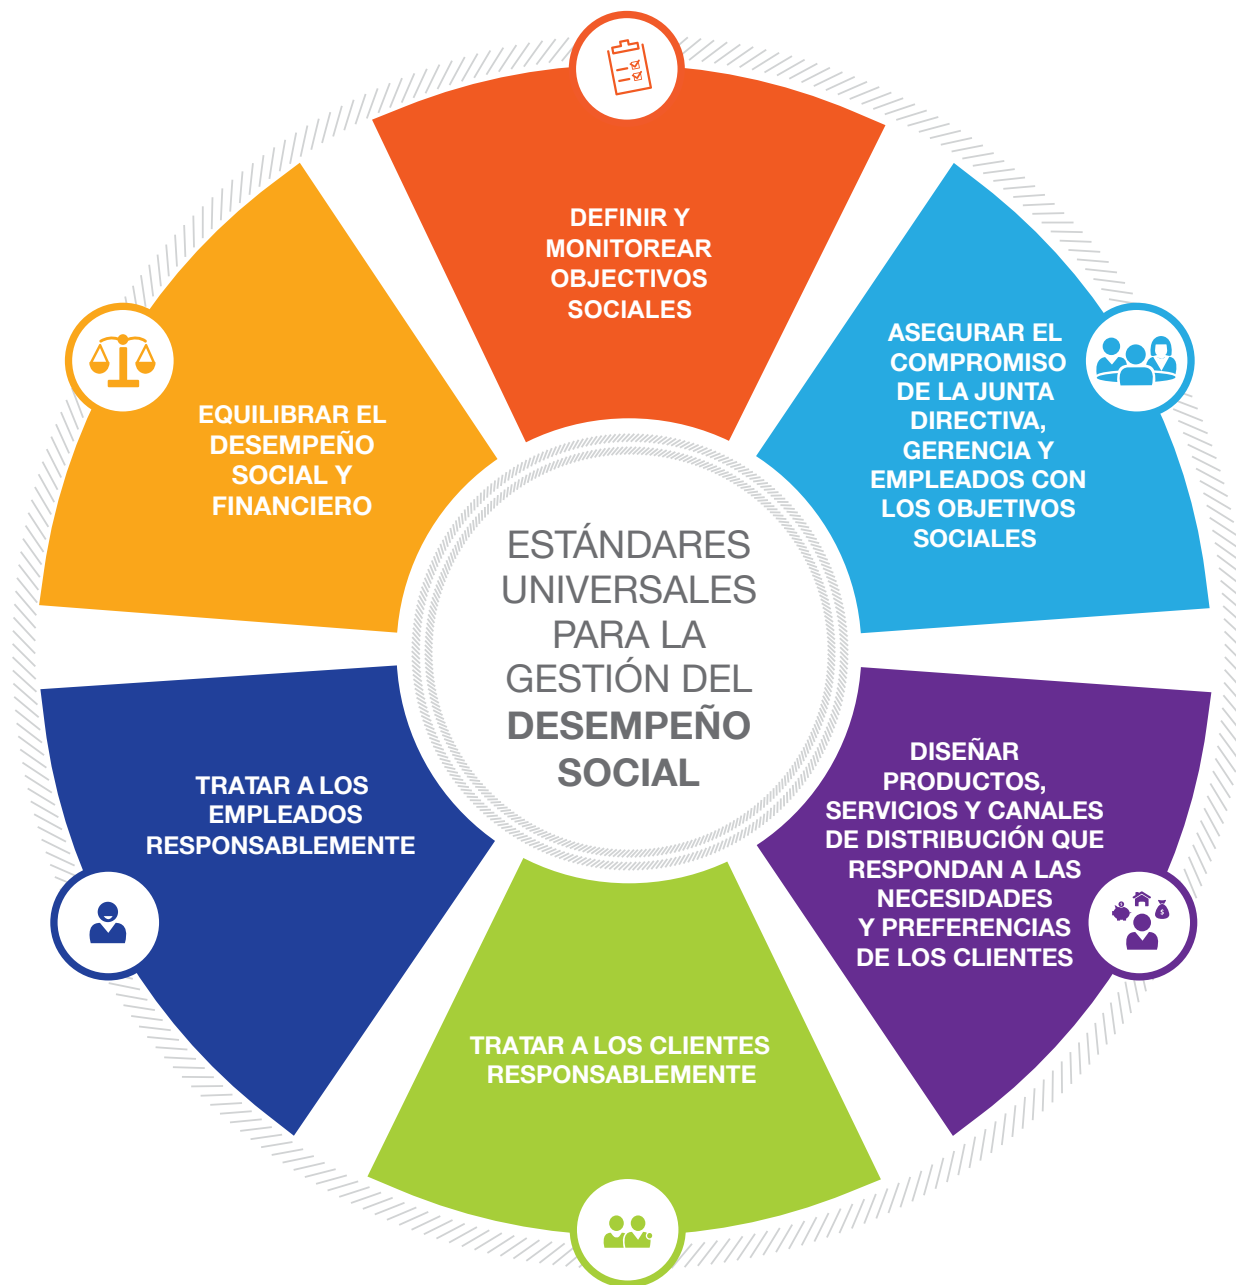 DEFINIR Y
MONITOREAR
OBJECTIVOS
SOCIALES
ASEGURAR EL
COMPROMISO
DE LA JUNTA
DIRECTIVA,
GERENCIA Y
EMPLEADOS CON
LOS OBJETIVOS
SOCIALES
DISEÑAR
PRODUCTOS,
SERVICIOS Y CANALES
DE DISTRIBUCIÓN QUE
RESPONDAN A LAS
NECESIDADES
Y PREFERENCIAS
DE LOS CLIENTES
TRATAR A LOS CLIENTES
RESPONSABLEMENTE
TRATAR A LOS
EMPLEADOS
RESPONSABLEMENTE
EQUILIBRAR EL
DESEMPEÑO
SOCIAL Y
FINANCIERO
ESTÁNDARES
UNIVERSALES
PARA LA
GESTIÓN DEL
DESEMPEÑO
SOCIAL